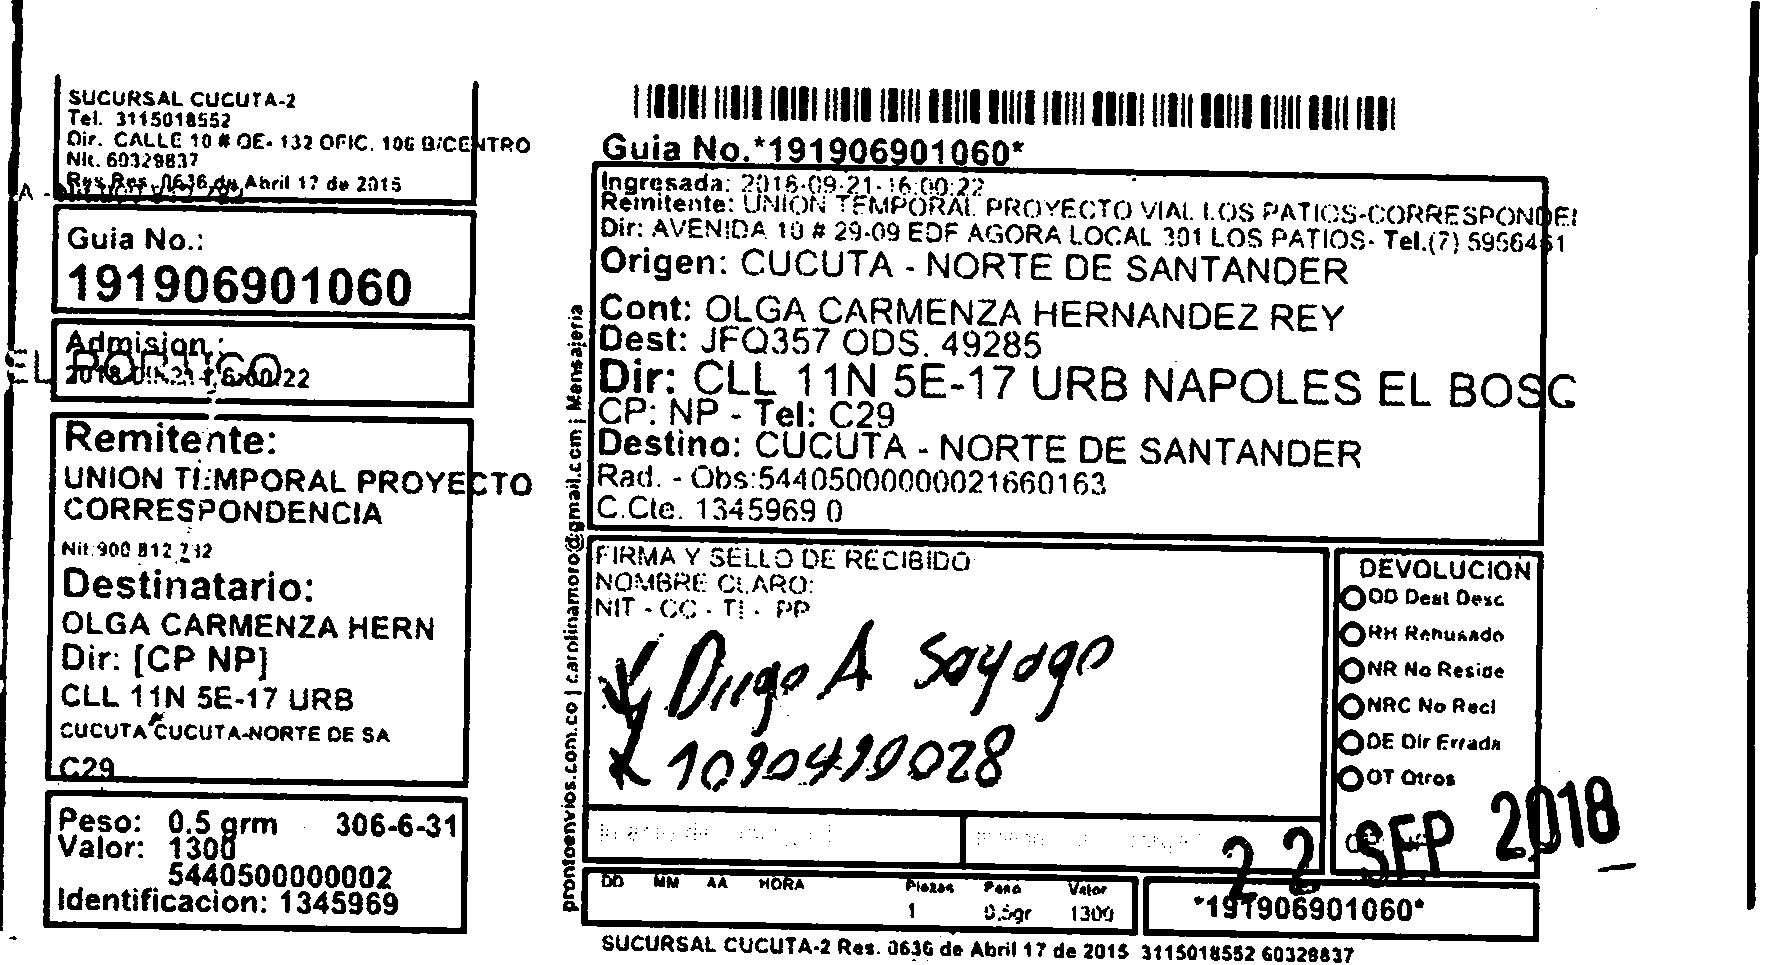 SUCURSAL CUCUTA-2
Tel. 3115018552
Dir. CALLE 10 # OE- 132 OFIC. 106 B/CENTRO
Nit. 60329837
Res 0636 de Abril 17 de 2015
Guia No.:
191906901060
Admision :
EL PORTICO
Remitente:
UNION TEMPORAL PROYECTO
CORRESPONDENCIA
Nit:900 812 232
Destinatario:
OLGA CARMENZA HERN
Dir: [CP NP]
CLL 11N 5E-17 URB
CUCUTA CUCUTA-NORTE DE SA
C29
Peso: 0.5 grm 306-6-31
Valor: 1300
5440500000002
Identificacion: 1345969
prontoenvios.com.co | carolinamoro@gmail.com | Mensajeria
Guia No.*191906901060*
Ingresada: 2018-09-21-16:00:22
Remitente: UNION TEMPORAL PROYECTO VIAL LOS PATIOS-CORRESPONDE
Dir: AVENIDA 10 # 29-09 EDF AGORA LOCAL 301 LOS PATIOS- Tel.(7) 5956461
Origen: CUCUTA - NORTE DE SANTANDER
Cont: OLGA CARMENZA HERNANDEZ REY
Dest: JFQ357 ODS. 49285
Dir: CLL 11N 5E-17 URB NAPOLES EL BOSC
CP: NP - Tel: C29
Destino: CUCUTA - NORTE DE SANTANDER
Rad. - Obs:54405000000021660163
C.Cte. 1345969 0
FIRMA Y SELLO DE RECIBIDO
NOMBRE CLARO:
NIT - CC - TI - PP
Diego A Sayago
1090490028
DEVOLUCION
OD Dest Desc
RH Rehusado
NR No Reside
NRC No Recl
DE Dir Errada
OT Otros
22 SEP 2018
DD MM AA HORA Piezas Peso Valor
1 0.5gr 1300
*191906901060*
SUCURSAL CUCUTA-2 Res. 0636 de Abril 17 de 2015 3115018552 60329837